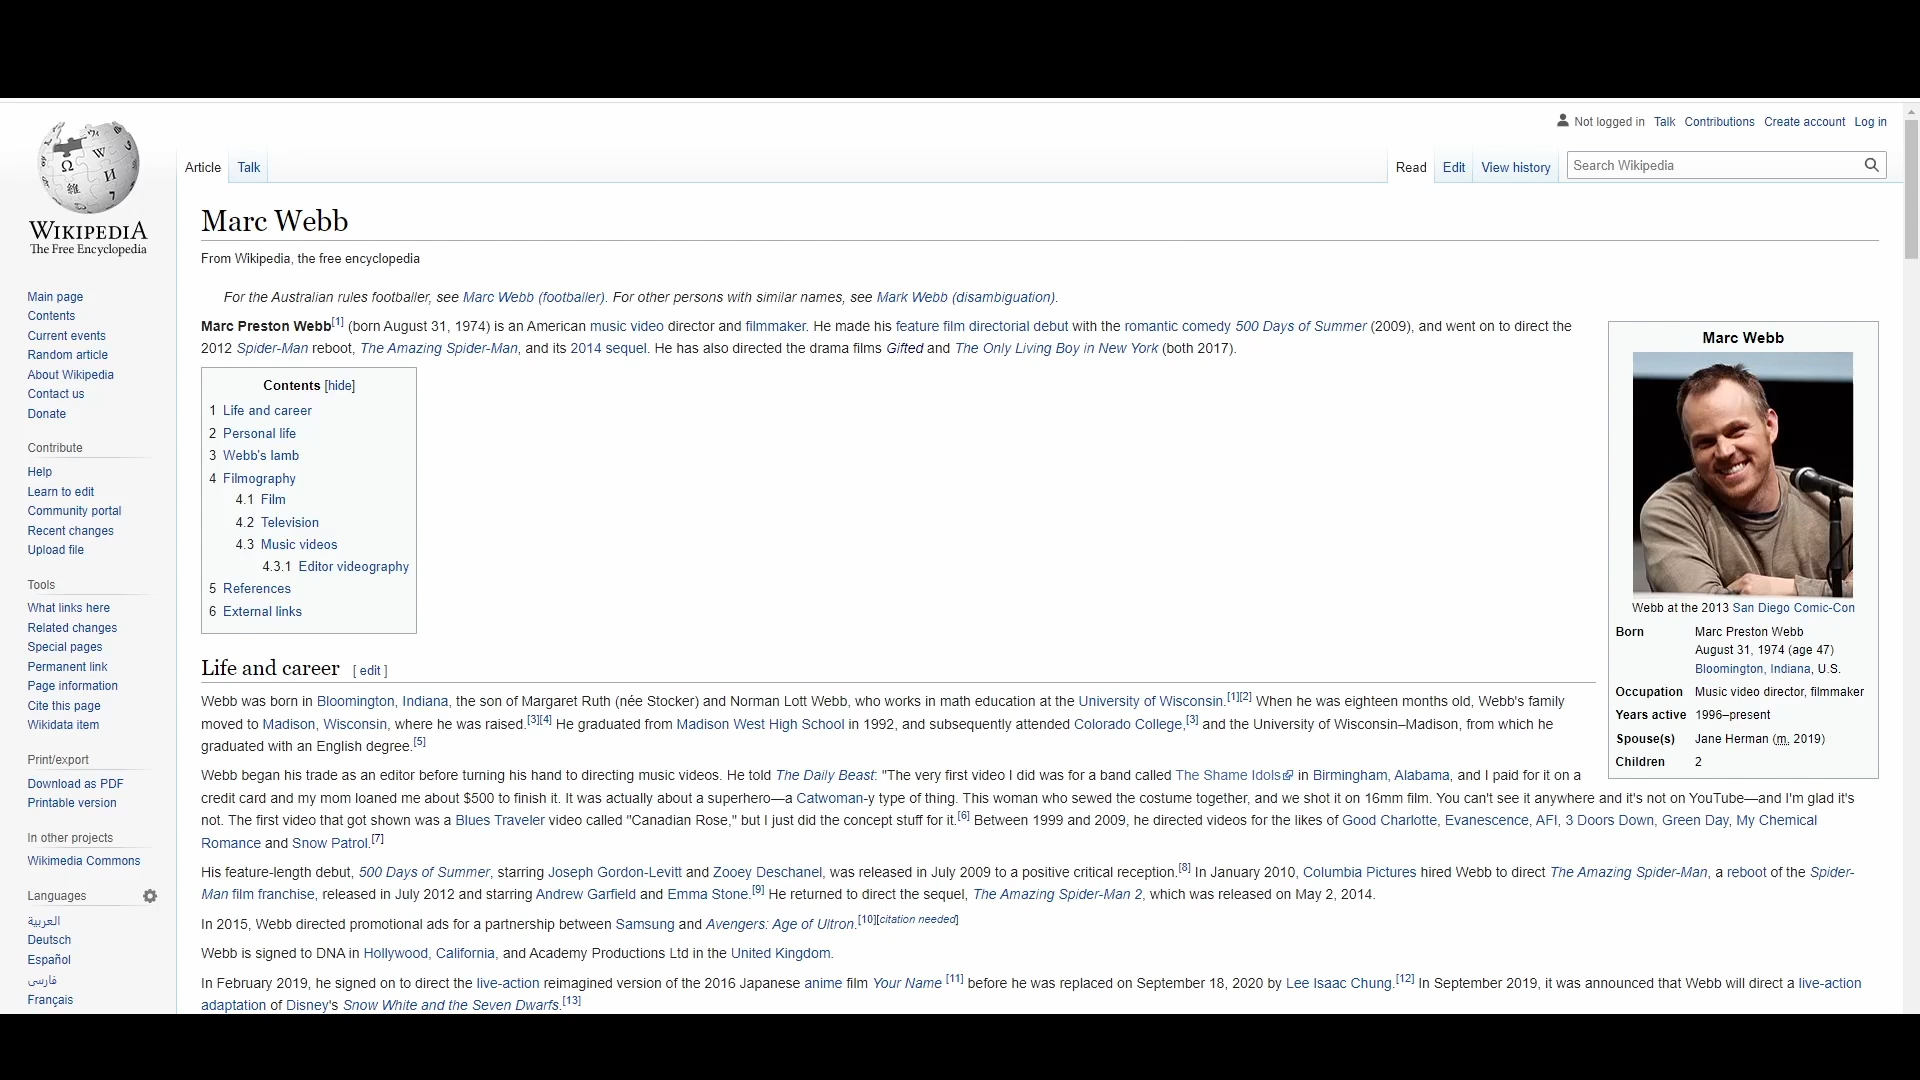 Not logged in Talk Contributions Create account Log in
Article Talk Read Edit View history Search Wikipedia
WIKIPEDIA
The Free Encyclopedia
Main page
Contents
Current events
Random article
About Wikipedia
Contact us
Donate
Contribute
Help
Learn to edit
Community portal
Recent changes
Upload file
Tools
What links here
Related changes
Special pages
Permanent link
Page information
Cite this page
Wikidata item
Print/export
Download as PDF
Printable version
In other projects
Wikimedia Commons
Languages
العربية
Deutsch
Español
فارسی
Français
Marc Webb
From Wikipedia, the free encyclopedia
For the Australian rules footballer, see Marc Webb (footballer). For other persons with similar names, see Mark Webb (disambiguation).
Marc Preston Webb[1] (born August 31, 1974) is an American music video director and filmmaker. He made his feature film directorial debut with the romantic comedy 500 Days of Summer (2009), and went on to direct the
2012 Spider-Man reboot, The Amazing Spider-Man, and its 2014 sequel. He has also directed the drama films Gifted and The Only Living Boy in New York (both 2017).
Contents [hide]
1 Life and career
2 Personal life
3 Webb's lamb
4 Filmography
4.1 Film
4.2 Television
4.3 Music videos
4.3.1 Editor videography
5 References
6 External links
Marc Webb
Webb at the 2013 San Diego Comic-Con
Born Marc Preston Webb
August 31, 1974 (age 47)
Bloomington, Indiana, U.S.
Occupation Music video director, filmmaker
Years active 1996–present
Spouse(s) Jane Herman (m. 2019)
Children 2
Life and career [ edit ]
Webb was born in Bloomington, Indiana, the son of Margaret Ruth (née Stocker) and Norman Lott Webb, who works in math education at the University of Wisconsin.[1][2] When he was eighteen months old, Webb's family
moved to Madison, Wisconsin, where he was raised.[3][4] He graduated from Madison West High School in 1992, and subsequently attended Colorado College,[3] and the University of Wisconsin–Madison, from which he
graduated with an English degree.[5]
Webb began his trade as an editor before turning his hand to directing music videos. He told The Daily Beast: "The very first video I did was for a band called The Shame Idols in Birmingham, Alabama, and I paid for it on a
credit card and my mom loaned me about $500 to finish it. It was actually about a superhero—a Catwoman-y type of thing. This woman who sewed the costume together, and we shot it on 16mm film. You can't see it anywhere and it's not on YouTube—and I'm glad it's
not. The first video that got shown was a Blues Traveler video called "Canadian Rose," but I just did the concept stuff for it.[6] Between 1999 and 2009, he directed videos for the likes of Good Charlotte, Evanescence, AFI, 3 Doors Down, Green Day, My Chemical
Romance and Snow Patrol.[7]
His feature-length debut, 500 Days of Summer, starring Joseph Gordon-Levitt and Zooey Deschanel, was released in July 2009 to a positive critical reception.[8] In January 2010, Columbia Pictures hired Webb to direct The Amazing Spider-Man, a reboot of the Spider-
Man film franchise, released in July 2012 and starring Andrew Garfield and Emma Stone.[9] He returned to direct the sequel, The Amazing Spider-Man 2, which was released on May 2, 2014.
In 2015, Webb directed promotional ads for a partnership between Samsung and Avengers: Age of Ultron.[10][citation needed]
Webb is signed to DNA in Hollywood, California, and Academy Productions Ltd in the United Kingdom.
In February 2019, he signed on to direct the live-action reimagined version of the 2016 Japanese anime film Your Name [11] before he was replaced on September 18, 2020 by Lee Isaac Chung.[12] In September 2019, it was announced that Webb will direct a live-action
adaptation of Disney's Snow White and the Seven Dwarfs.[13]